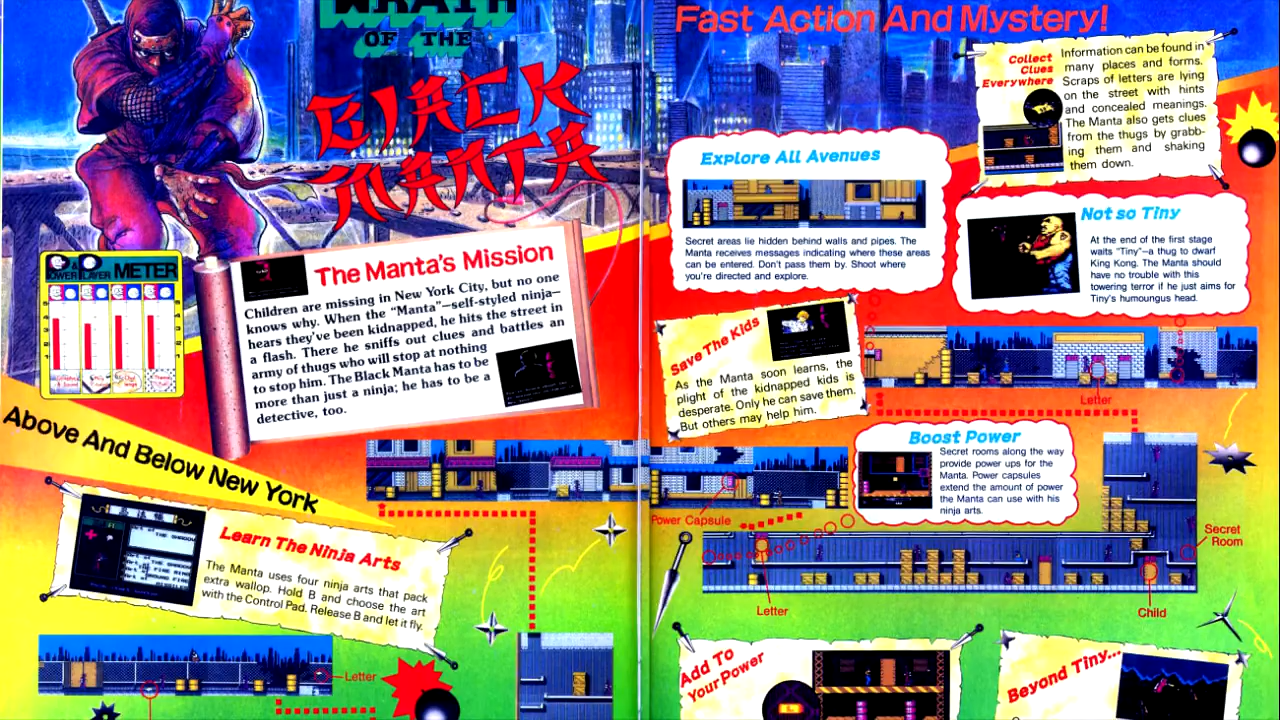 WRATH
OF THE
BLACK
MANTA
POWER PLAYER METER
The Manta's Mission
Children are missing in New York City, but no one
knows why. When the "Manta"—self-styled ninja—
hears they've been kidnapped, he hits the street in
a flash. There he sniffs out clues and battles an
army of thugs who will stop at nothing
to stop him. The Black Manta has to be
more than just a ninja; he has to be a
detective, too.
Above And Below New York
Learn The Ninja Arts
The Manta uses four ninja arts that pack
extra wallop. Hold B and choose the art
with the Control Pad. Release B and let it fly.
Letter
Fast Action And Mystery!
Collect
Clues
Everywhere
Information can be found in
many places and forms.
Scraps of letters are lying
on the street with hints
and concealed meanings.
The Manta also gets clues
from the thugs by grabb-
ing them and shaking
them down.
Explore All Avenues
Secret areas lie hidden behind walls and pipes. The
Manta receives messages indicating where these areas
can be entered. Don't pass them by. Shoot where
you're directed and explore.
Not so Tiny
At the end of the first stage
waits "Tiny"–a thug to dwarf
King Kong. The Manta should
have no trouble with this
towering terror if he just aims for
Tiny's humoungus head.
Save The Kids
As the Manta soon learns, the
plight of the kidnapped kids is
desperate. Only he can save them.
But others may help him.
Letter
Boost Power
Secret rooms along the way
provide power ups for the
Manta. Power capsules
extend the amount of power
the Manta can use with his
ninja arts.
Power Capsule
Secret
Room
Letter
Child
Add To
Your Power
Beyond Tiny...